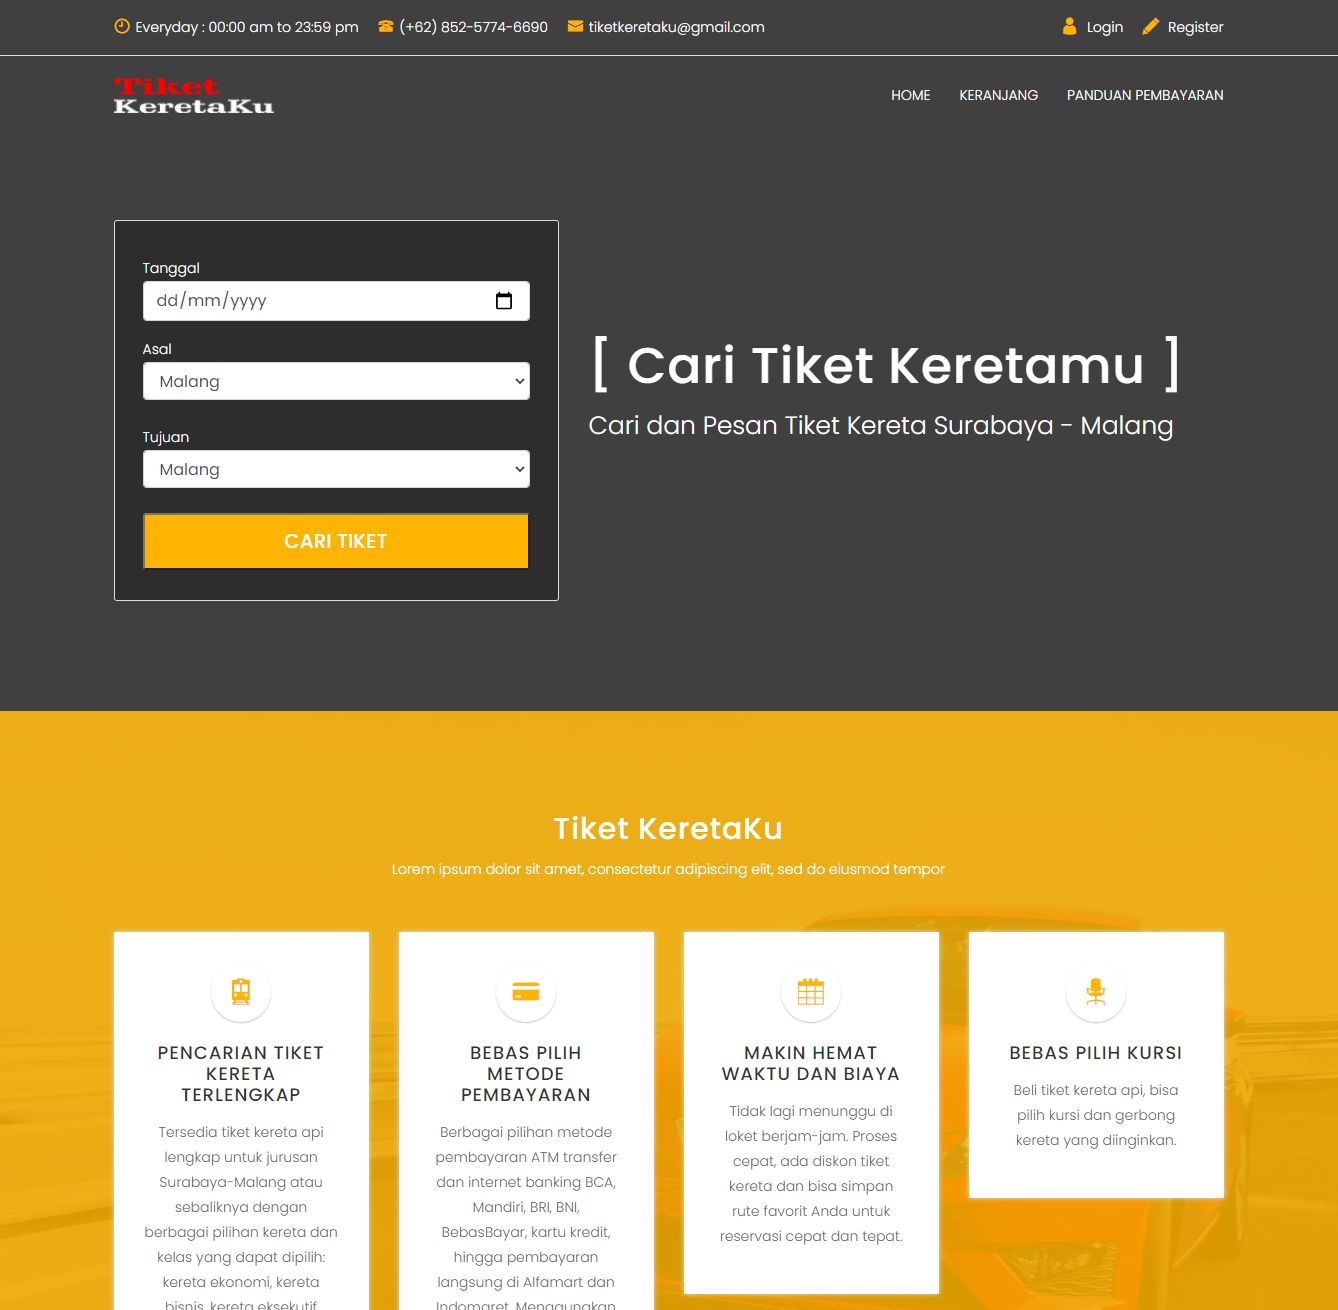 Everyday : 00:00 am to 23:59 pm (+62) 852-5774-6690 tiketkeretaku@gmail.com Login Register
Tiket
KeretaKu
HOME KERANJANG PANDUAN PEMBAYARAN
Tanggal
dd/mm/yyyy
Asal
Malang
Tujuan
Malang
CARI TIKET
[ Cari Tiket Keretamu ]
Cari dan Pesan Tiket Kereta Surabaya - Malang
Tiket KeretaKu
Lorem ipsum dolor sit amet, consectetur adipiscing elit, sed do eiusmod tempor
PENCARIAN TIKET
KERETA
TERLENGKAP
Tersedia tiket kereta api
lengkap untuk jurusan
Surabaya-Malang atau
sebaliknya dengan
berbagai pilihan kereta dan
kelas yang dapat dipilih:
kereta ekonomi, kereta
bisnis, kereta eksekutif
BEBAS PILIH
METODE
PEMBAYARAN
Berbagai pilihan metode
pembayaran ATM transfer
dan internet banking BCA,
Mandiri, BRI, BNI,
BebasBayar, kartu kredit,
hingga pembayaran
langsung di Alfamart dan
Indomaret. Menggunakan
MAKIN HEMAT
WAKTU DAN BIAYA
Tidak lagi menunggu di
loket berjam-jam. Proses
cepat, ada diskon tiket
kereta dan bisa simpan
rute favorit Anda untuk
reservasi cepat dan tepat.
BEBAS PILIH KURSI
Beli tiket kereta api, bisa
pilih kursi dan gerbong
kereta yang diinginkan.